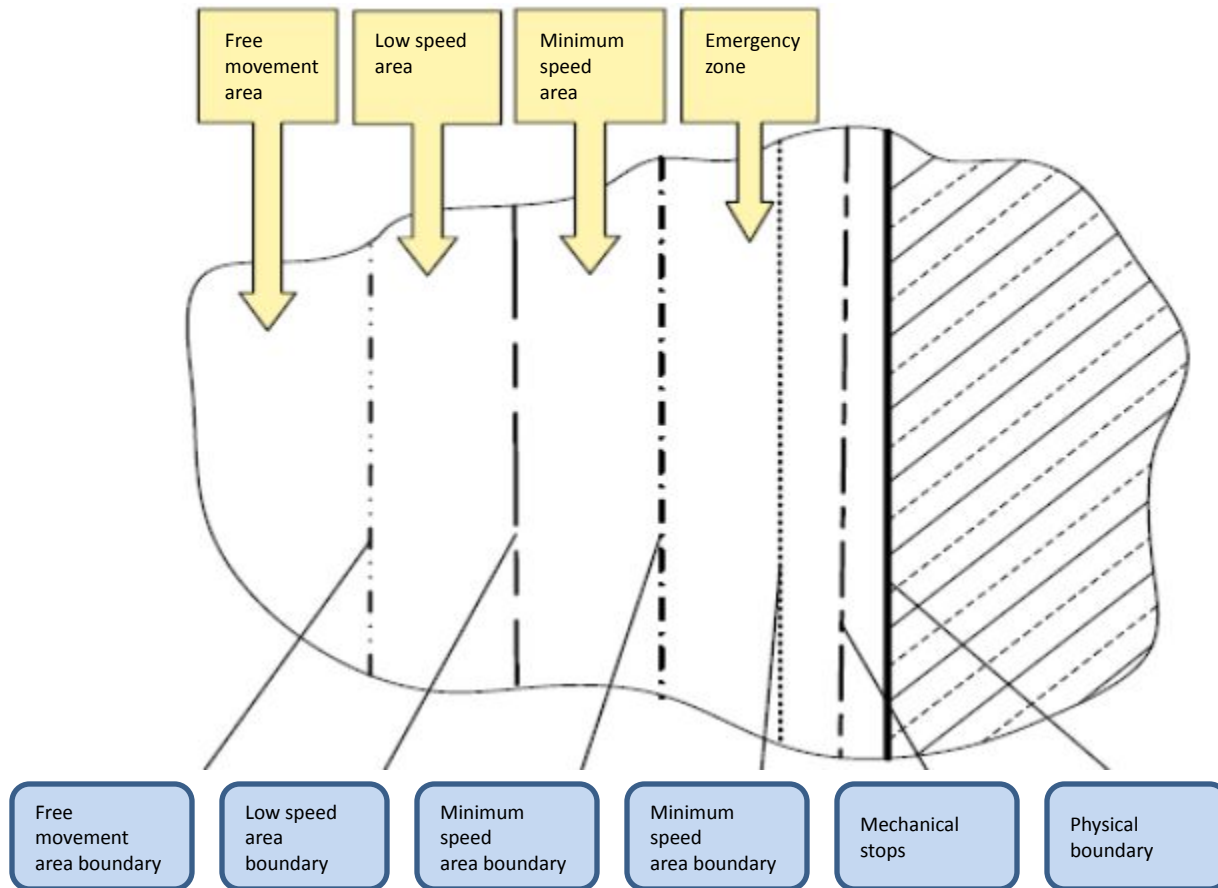 Free
movement
area
Low speed
area
Minimum
speed
area
Emergency
zone
Free
movement
area boundary
Low speed
area
boundary
Minimum
speed
area boundary
Minimum
speed
area boundary
Mechanical
stops
Physical
boundary